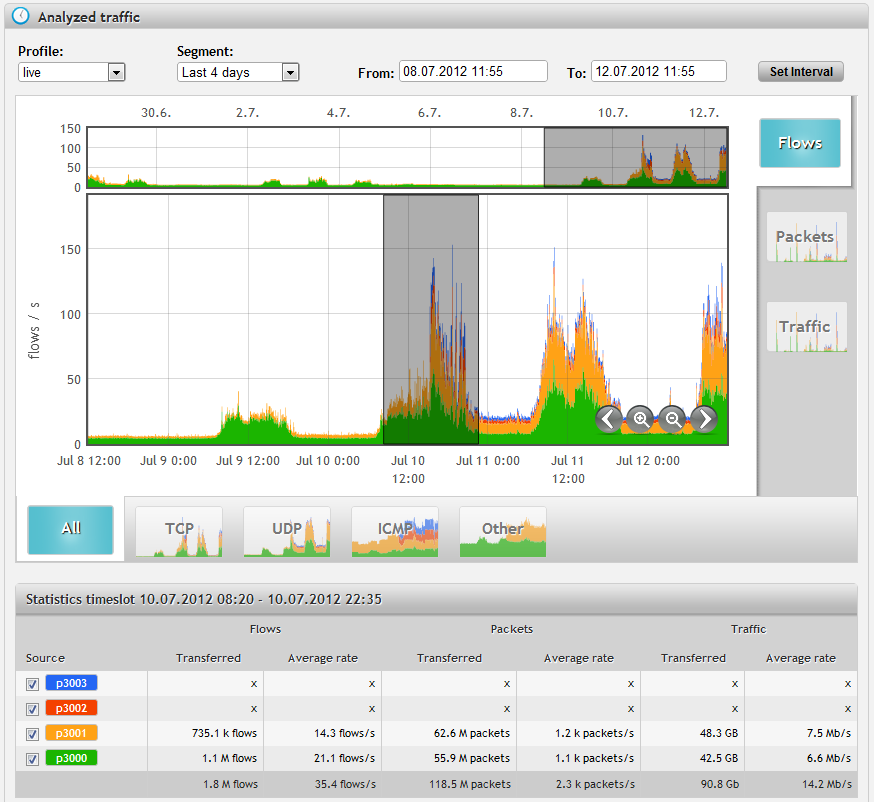 Analyzed traffic
Profile: Segment:
live Last 4 days From: 08.07.2012 11:55 To: 12.07.2012 11:55 Set Interval
30.6. 2.7. 4.7. 6.7. 8.7. 10.7. 12.7.
150
100
50
0
Flows
Packets
Traffic
flows / s
150
100
50
0
Jul 8 12:00 Jul 9 0:00 Jul 9 12:00 Jul 10 0:00 Jul 10 Jul 11 0:00 Jul 11 Jul 12 0:00
12:00 12:00
All TCP UDP ICMP Other
Statistics timeslot 10.07.2012 08:20 - 10.07.2012 22:35
Flows Packets Traffic
Source Transferred Average rate Transferred Average rate Transferred Average rate
p3003 x x x x x x
p3002 x x x x x x
p3001 735.1 k flows 14.3 flows/s 62.6 M packets 1.2 k packets/s 48.3 GB 7.5 Mb/s
p3000 1.1 M flows 21.1 flows/s 55.9 M packets 1.1 k packets/s 42.5 GB 6.6 Mb/s
1.8 M flows 35.4 flows/s 118.5 M packets 2.3 k packets/s 90.8 Gb 14.2 Mb/s